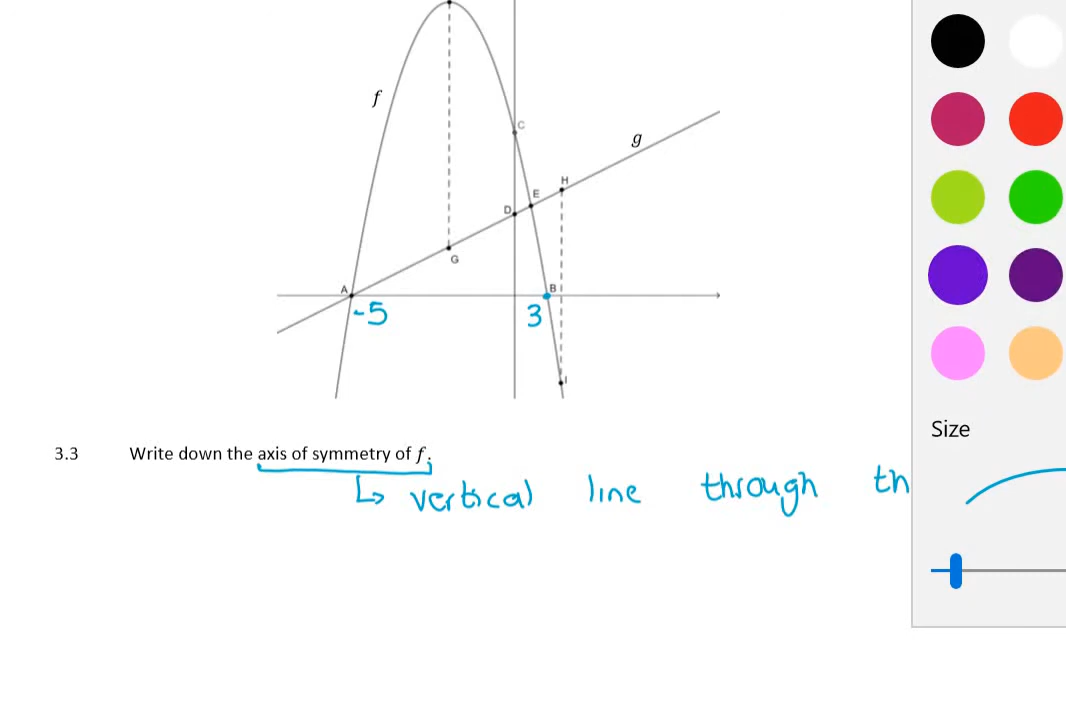 f
C
g
H
E
D
G
A
B
-5
3
I
3.3 Write down the axis of symmetry of f.
↳ vertical line through th
Size